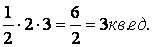 1/2 · 2 · 3 = 6/2 = 3кв.ед.